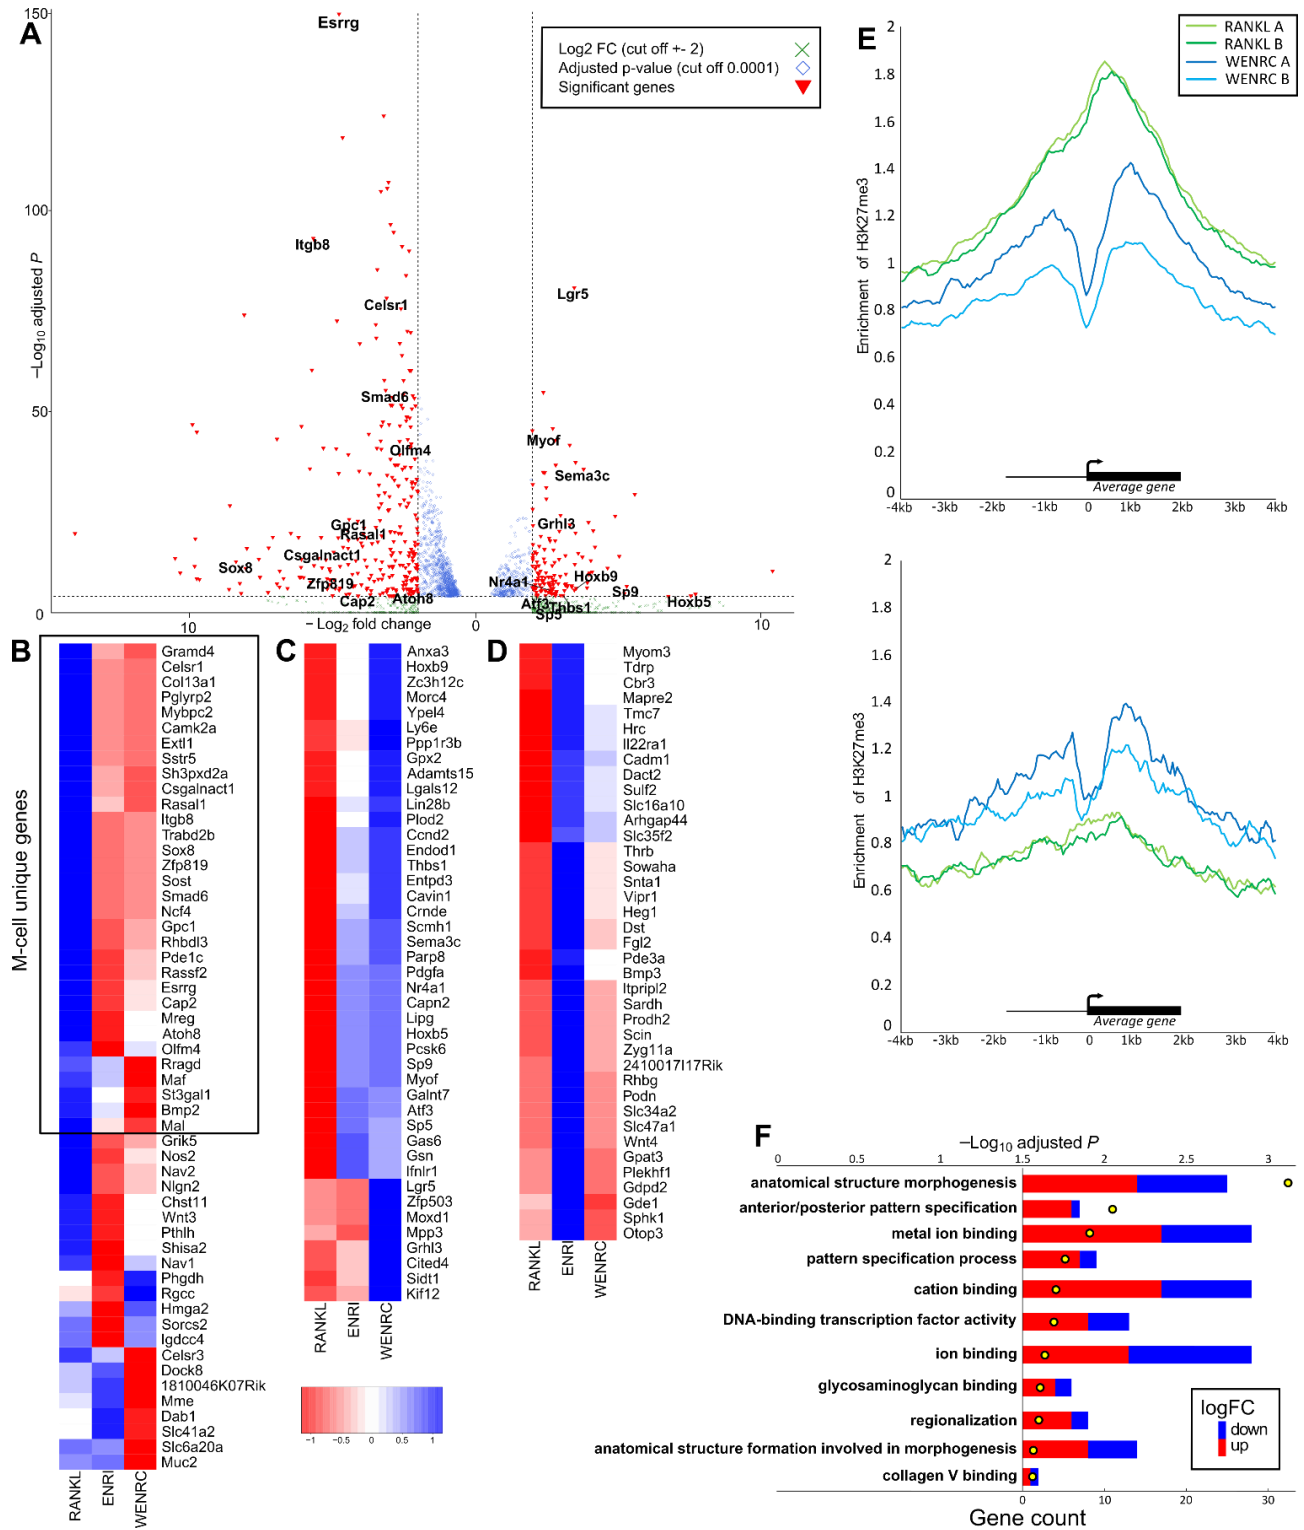 A
150
Esrrg
Log2 FC (cut off +- 2)
Adjusted p-value (cut off 0.0001)
Significant genes
100
Itgb8
Lgr5
Celsr1
−Log10 adjusted P
Smad6
50
Myof
Olfm4
Sema3c
Gpc1
Rasal1
Grhl3
Csgalnact1
Sox8
Zfp819
Nr4a1
Hoxb9
Sp9
Cap2
Atoh8
Atf3
Thbs1
Sp5
Hoxb5
0
10
− Log2 fold change
0
10
B
M-cell unique genes
Gramd4
Celsr1
Col13a1
Pglyrp2
Mybpc2
Camk2a
Extl1
Sstr5
Sh3pxd2a
Csgalnact1
Rasal1
Itgb8
Trabd2b
Sox8
Zfp819
Sost
Smad6
Ncf4
Gpc1
Rhbdl3
Pde1c
Rassf2
Esrrg
Cap2
Mreg
Atoh8
Olfm4
Rragd
Maf
St3gal1
Bmp2
Mal
Grik5
Nos2
Nav2
Nlgn2
Chst11
Wnt3
Pthlh
Shisa2
Nav1
Phgdh
Rgcc
Hmga2
Sorcs2
Igdcc4
Celsr3
Dock8
1810046K07Rik
Mme
Dab1
Slc41a2
Slc6a20a
Muc2
RANKL
ENRI
WENRC
C
Anxa3
Hoxb9
Zc3h12c
Morc4
Ypel4
Ly6e
Ppp1r3b
Gpx2
Adamts15
Lgals12
Lin28b
Plod2
Ccnd2
Endod1
Thbs1
Entpd3
Cavin1
Crnde
Scmh1
Sema3c
Parp8
Pdgfa
Nr4a1
Capn2
Lipg
Hoxb5
Pcsk6
Sp9
Myof
Galnt7
Atf3
Sp5
Gas6
Gsn
Ifnlr1
Lgr5
Zfp503
Moxd1
Mpp3
Grhl3
Cited4
Sidt1
Kif12
RANKL
ENRI
WENRC
−1
−0.5
0
0.5
1
D
Myom3
Tdrp
Cbr3
Mapre2
Tmc7
Hrc
Il22ra1
Cadm1
Dact2
Sulf2
Slc16a10
Arhgap44
Slc35f2
Thrb
Sowaha
Snta1
Vipr1
Heg1
Dst
Fgl2
Pde3a
Bmp3
Itpripl2
Sardh
Prodh2
Scin
Zyg11a
2410017I17Rik
Rhbg
Podn
Slc34a2
Slc47a1
Wnt4
Gpat3
Plekhf1
Gdpd2
Gde1
Sphk1
Otop3
RANKL
ENRI
WENRC
E
RANKL A
RANKL B
WENRC A
WENRC B
Enrichment of H3K27me3
2
1.8
1.6
1.4
1.2
1
0.8
0.6
0.4
0.2
0
Average gene
-4kb
-3kb
-2kb
-1kb
0
1kb
2kb
3kb
4kb
Enrichment of H3K27me3
2
1.8
1.6
1.4
1.2
1
0.8
0.6
0.4
0.2
0
Average gene
-4kb
-3kb
-2kb
-1kb
0
1kb
2kb
3kb
4kb
F
−Log10 adjusted P
0
0.5
1
1.5
2
2.5
3
anatomical structure morphogenesis
anterior/posterior pattern specification
metal ion binding
pattern specification process
cation binding
DNA-binding transcription factor activity
ion binding
glycosaminoglycan binding
regionalization
anatomical structure formation involved in morphogenesis
collagen V binding
logFC
down
up
0
10
20
30
Gene count